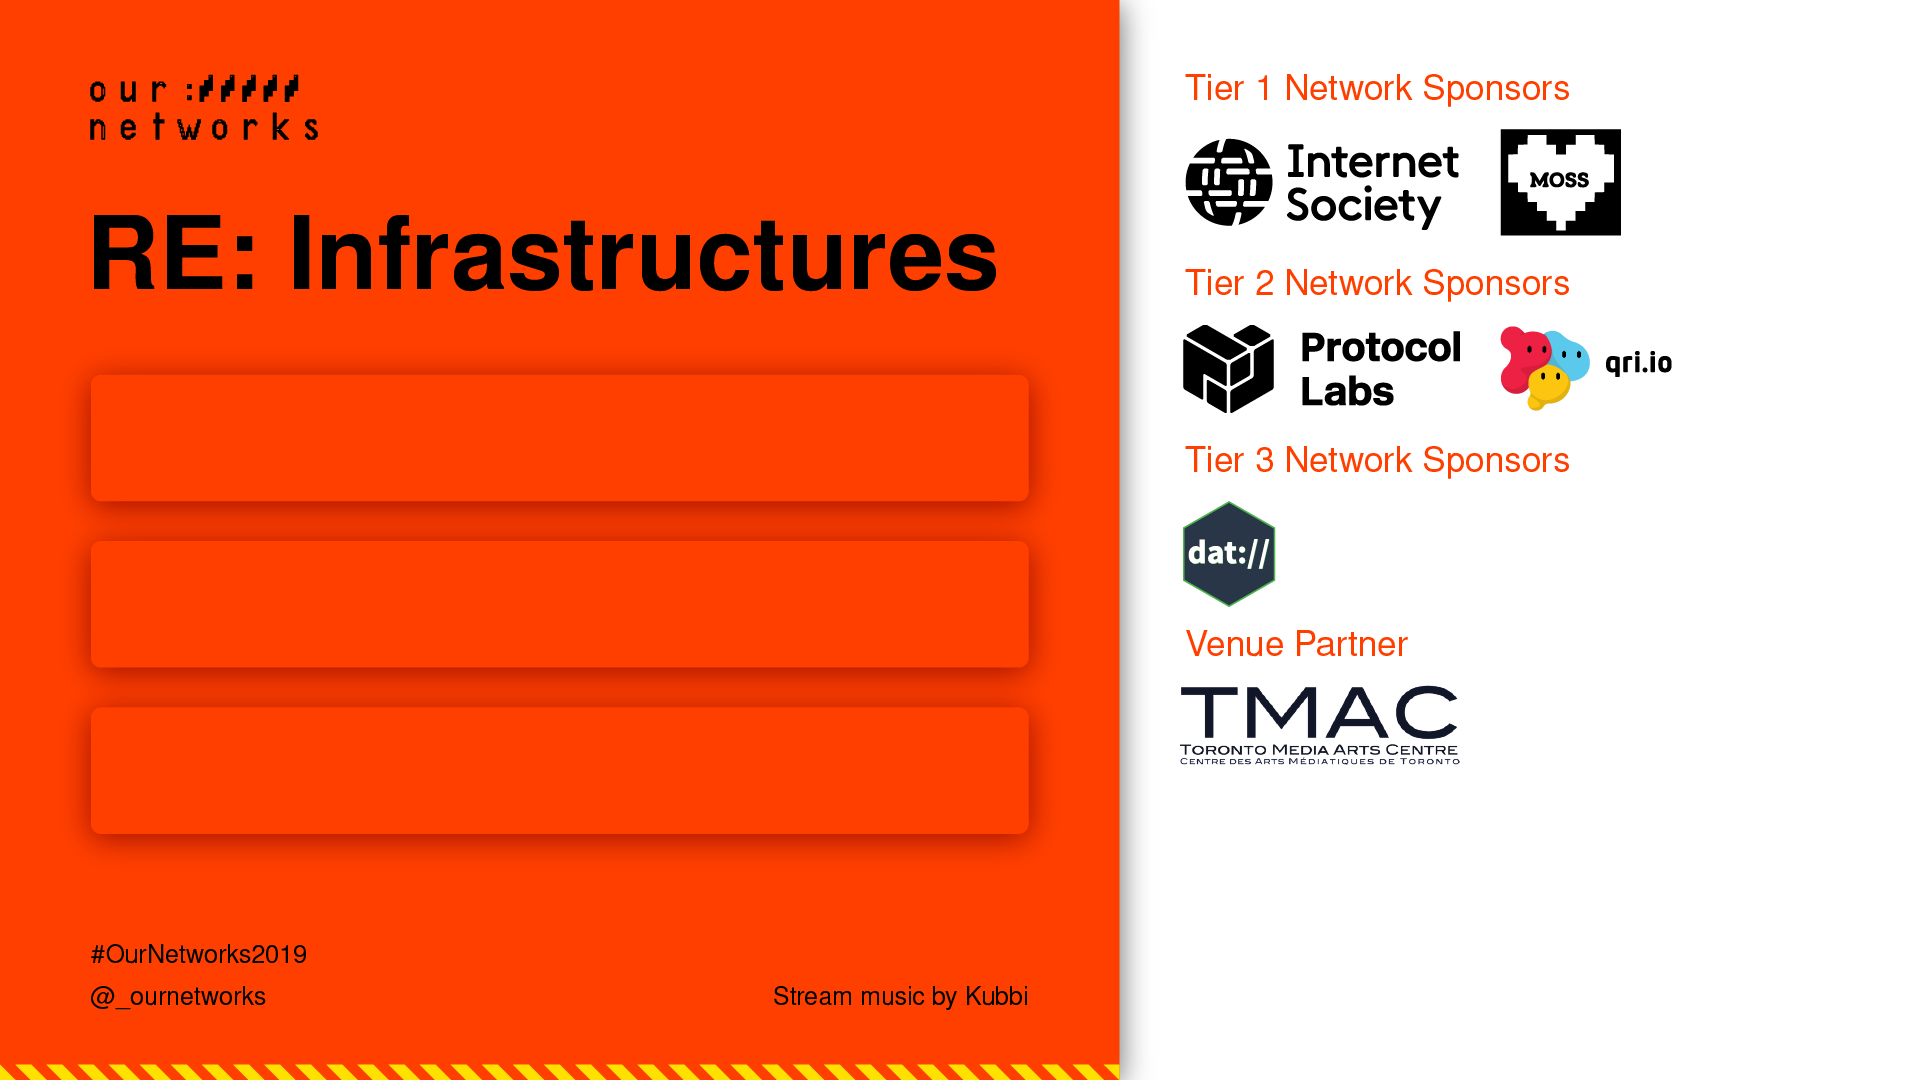 our:
networks
RE: Infrastructures
#OurNetworks2019
@_ournetworks
Stream music by Kubbi
Tier 1 Network Sponsors
Internet
Society
MOSS
Tier 2 Network Sponsors
Protocol
Labs
qri.io
Tier 3 Network Sponsors
dat://
Venue Partner
TMAC
TORONTO MEDIA ARTS CENTRE
CENTRE DES ARTS MÉDIATIQUES DE TORONTO